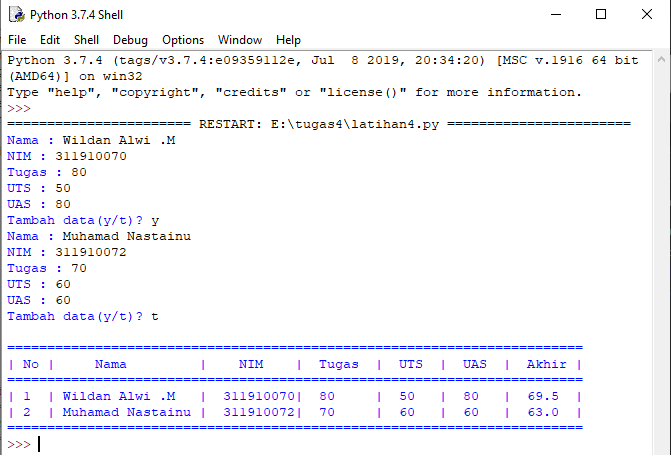 Python 3.7.4 Shell
File Edit Shell Debug Options Window Help
Python 3.7.4 (tags/v3.7.4:e09359112e, Jul  8 2019, 20:34:20) [MSC v.1916 64 bit
(AMD64)] on win32
Type "help", "copyright", "credits" or "license()" for more information.
>>>
======================= RESTART: E:\tugas4\latihan4.py =======================
Nama : Wildan Alwi .M
NIM : 311910070
Tugas : 80
UTS : 50
UAS : 80
Tambah data(y/t)? y
Nama : Muhamad Nastainu
NIM : 311910072
Tugas : 70
UTS : 60
UAS : 60
Tambah data(y/t)? t
========================================================================
| No |     Nama         |    NIM    |  Tugas  |  UTS  |  UAS  |  Akhir |
========================================================================
| 1  | Wildan Alwi .M   |  311910070|  80     |  50   |  80   |  69.5  |
| 2  | Muhamad Nastainu |  311910072|  70     |  60   |  60   |  63.0  |
========================================================================
>>>